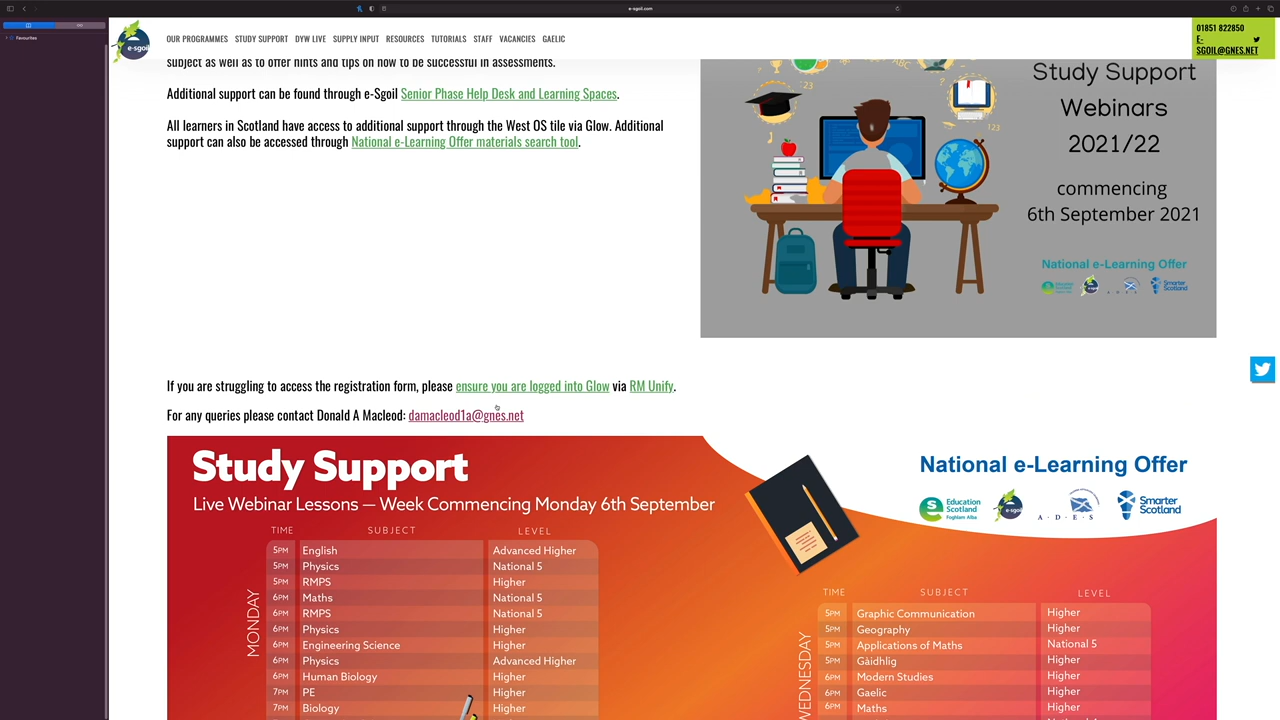 e-sgoil.com
Favourites
e-sgoil
OUR PROGRAMMES STUDY SUPPORT DYW LIVE SUPPLY INPUT RESOURCES TUTORIALS STAFF VACANCIES GAELIC
01851 822850
E-
SGOIL@GNES.NET
subject as well as to offer hints and tips on how to be successful in assessments.
Additional support can be found through e-Sgoil Senior Phase Help Desk and Learning Spaces.
All learners in Scotland have access to additional support through the West OS tile via Glow. Additional
support can also be accessed through National e-Learning Offer materials search tool.
Study Support
Webinars
2021/22
commencing
6th September 2021
National e-Learning Offer
If you are struggling to access the registration form, please ensure you are logged into Glow via RM Unify.
For any queries please contact Donald A Macleod: damacleod1a@gnes.net
Study Support
Live Webinar Lessons — Week Commencing Monday 6th September
National e-Learning Offer
Education
Scotland
Foghlam Alba
e-sgoil
A·D·E·S
Smarter
Scotland
TIME SUBJECT LEVEL
MONDAY
5PM English Advanced Higher
5PM Physics National 5
5PM RMPS Higher
6PM Maths National 5
6PM RMPS National 5
6PM Physics Higher
6PM Engineering Science Higher
6PM Physics Advanced Higher
6PM Human Biology Higher
7PM PE Higher
7PM Biology Higher
TIME SUBJECT LEVEL
WEDNESDAY
5PM Graphic Communication Higher
5PM Geography Higher
5PM Applications of Maths National 5
5PM Gàidhlig Higher
6PM Modern Studies Higher
6PM Gaelic Higher
6PM Maths Higher